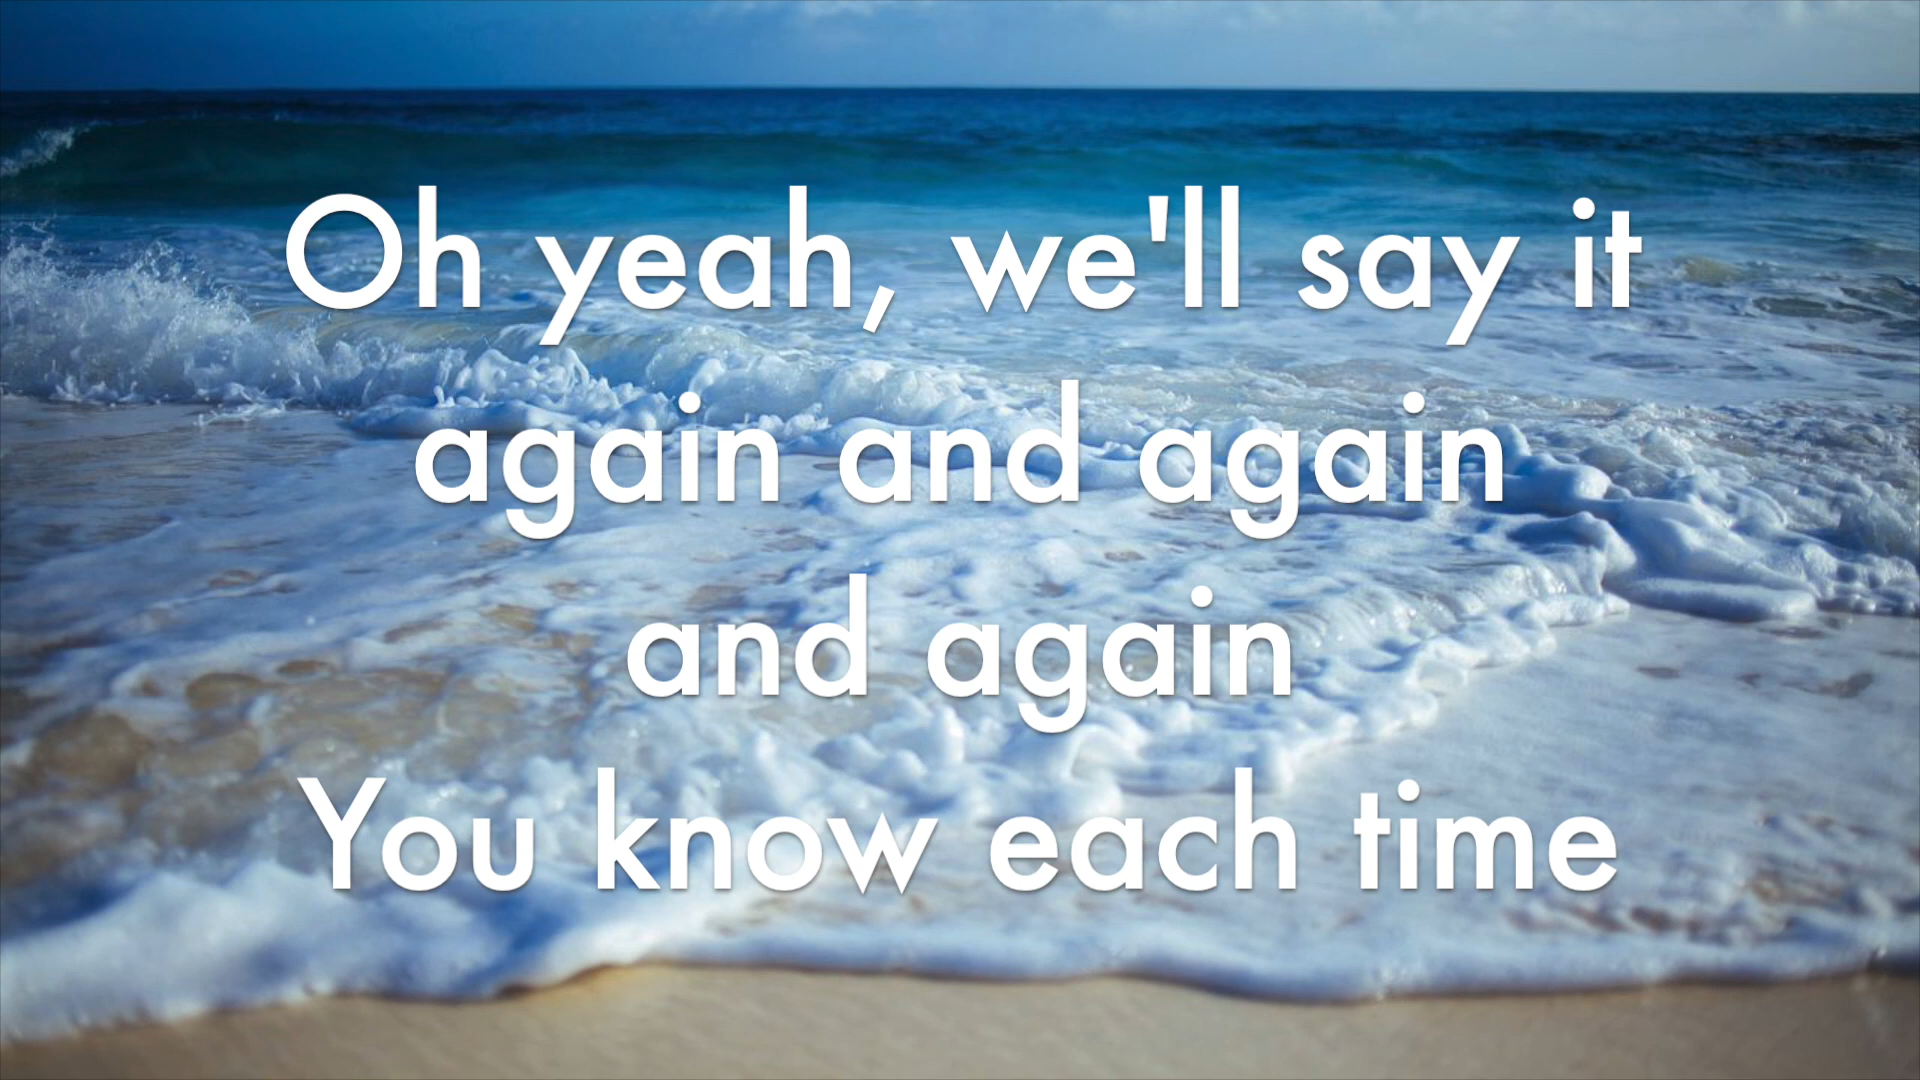 Oh yeah, we'll say it
again and again
and again
You know each time